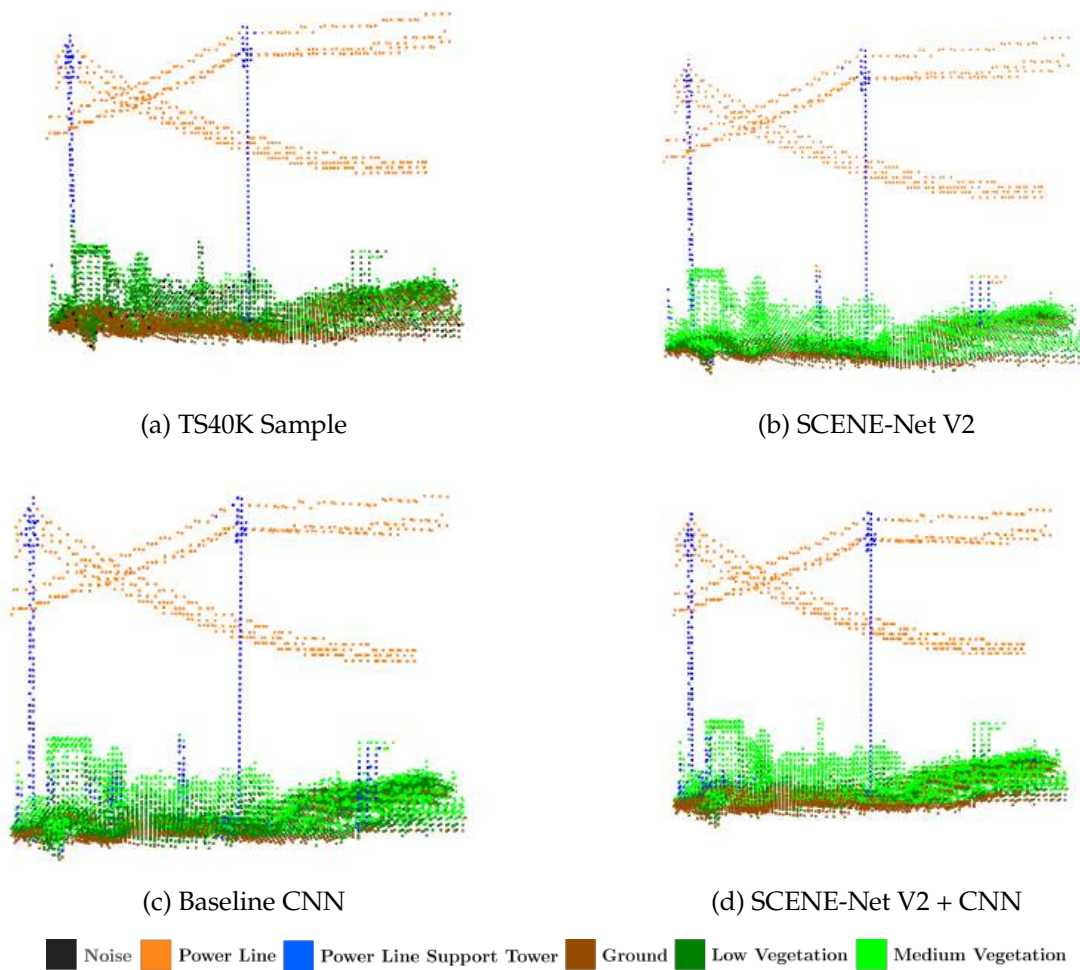 (a) TS40K Sample
(b) SCENE-Net V2
(c) Baseline CNN
(d) SCENE-Net V2 + CNN
Noise Power Line Power Line Support Tower Ground Low Vegetation Medium Vegetation